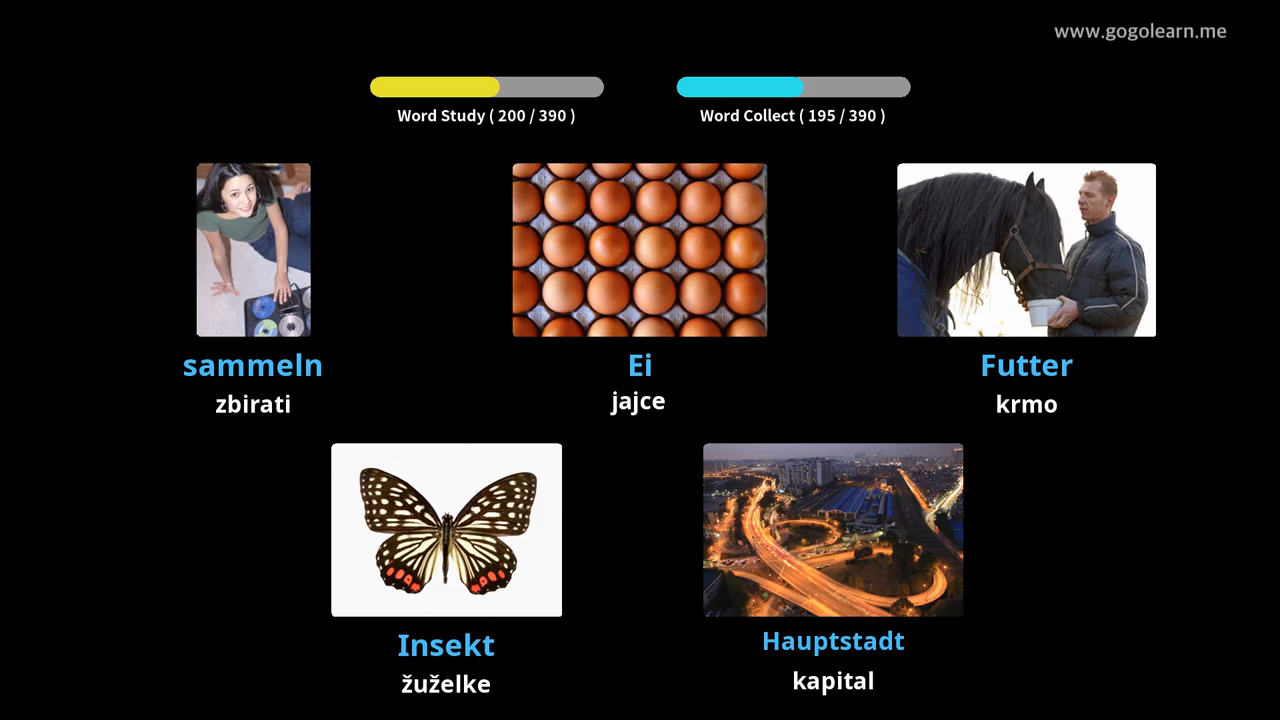 www.gogolearn.me
Word Study ( 200 / 390 )
Word Collect ( 195 / 390 )
sammeln
zbirati
Ei
jajce
Futter
krmo
Insekt
žuželke
Hauptstadt
kapital